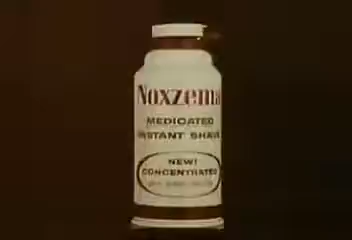 Noxzema
MEDICATED
INSTANT SHAVE
NEW!
CONCENTRATED